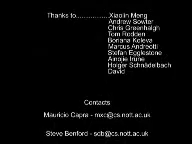 Thanks to..................Xiaolin Meng
Andrew Sowter
Chris Greenhalgh
Tom Rodden
Boriana Koleva
Marcus Andreotti
Stefan Egglestone
Ainojie Irune
Holger Schnädelbach
David
Contacts
Mauricio Capra - mxc@cs.nott.ac.uk
Steve Benford - sdb@cs.nott.ac.uk